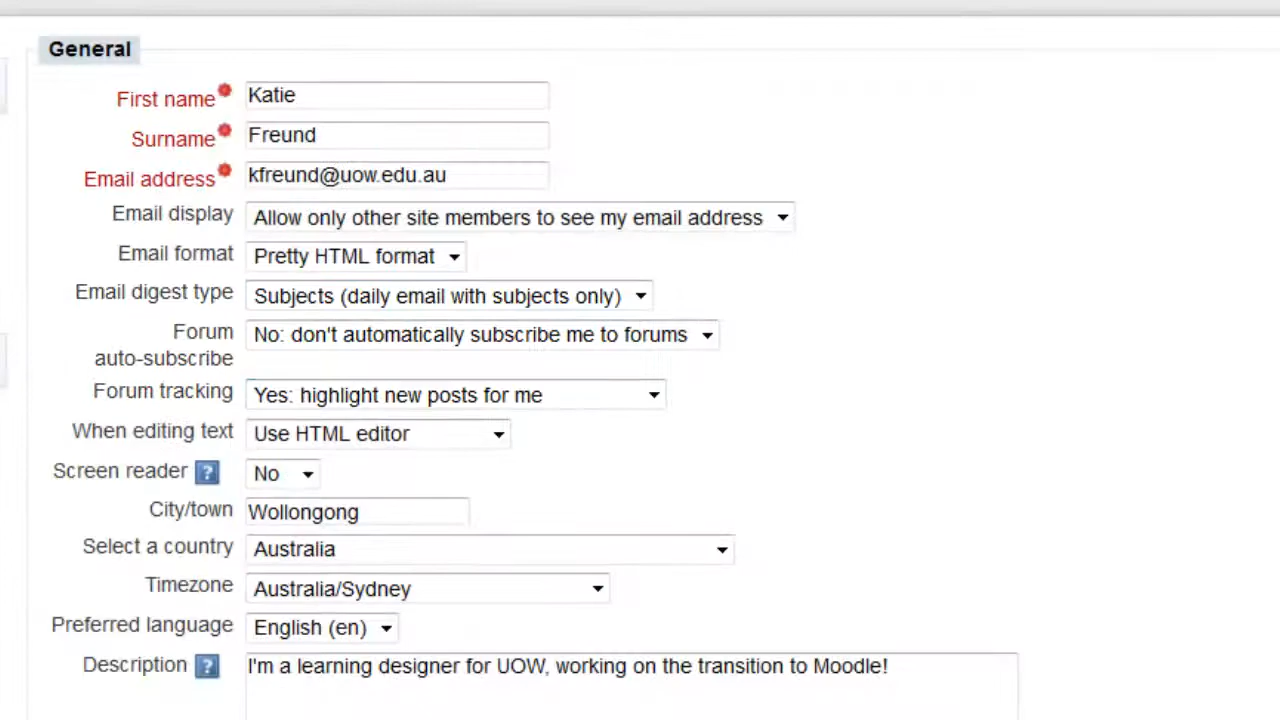 General
First name Katie
Surname Freund
Email address kfreund@uow.edu.au
Email display Allow only other site members to see my email address
Email format Pretty HTML format
Email digest type Subjects (daily email with subjects only)
Forum auto-subscribe No: don't automatically subscribe me to forums
Forum tracking Yes: highlight new posts for me
When editing text Use HTML editor
Screen reader ? No
City/town Wollongong
Select a country Australia
Timezone Australia/Sydney
Preferred language English (en)
Description ? I'm a learning designer for UOW, working on the transition to Moodle!